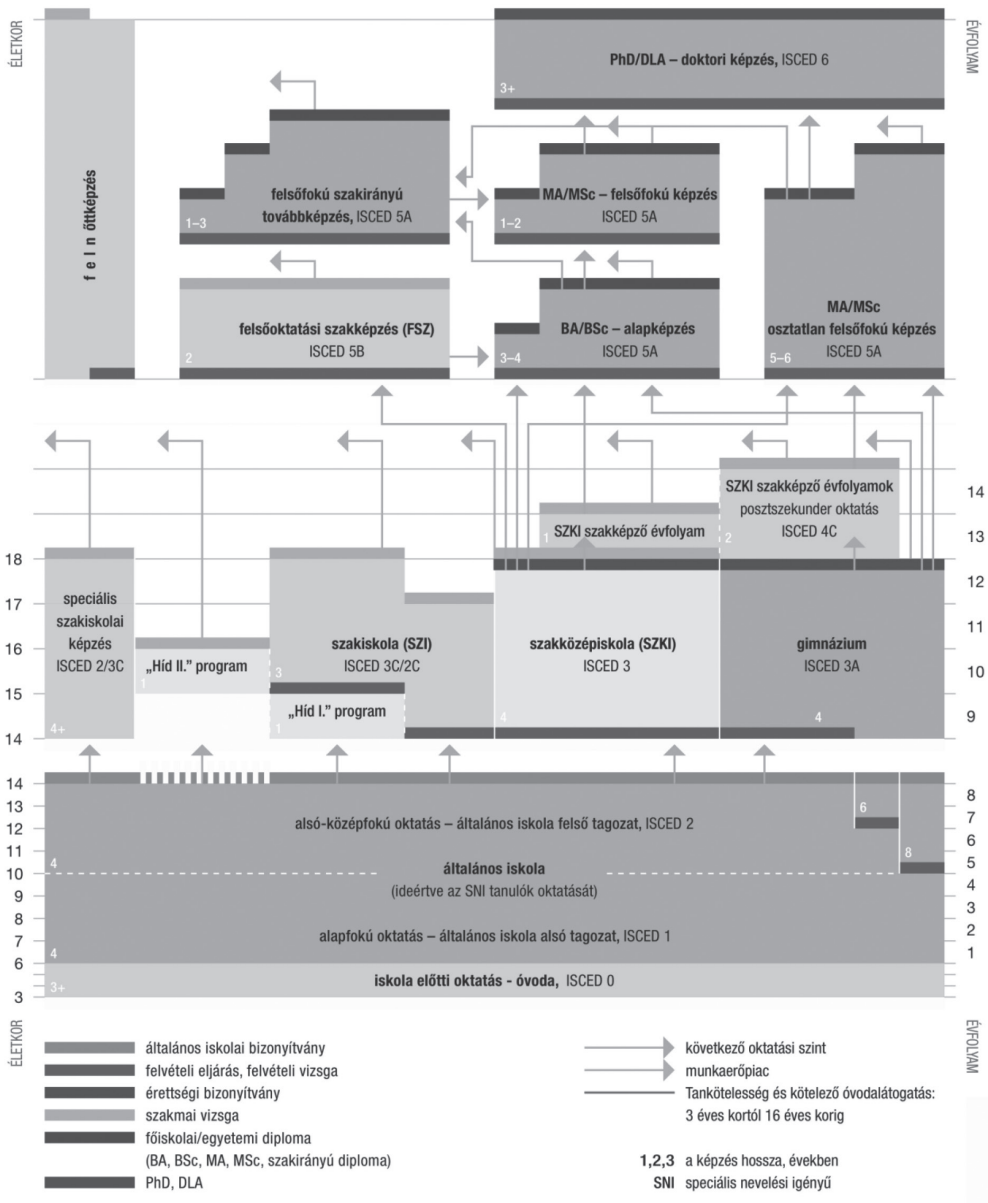 ÉLETKOR
ÉVFOLYAM
PhD/DLA – doktori képzés, ISCED 6
3+
felnőttképzés
felsőfokú szakirányú
továbbképzés, ISCED 5A
1–3
MA/MSc – felsőfokú képzés
ISCED 5A
1–2
felsőoktatási szakképzés (FSZ)
ISCED 5B
2
BA/BSc – alapképzés
ISCED 5A
3–4
MA/MSc
osztatlan felsőfokú képzés
ISCED 5A
5–6
SZKI szakképző évfolyam
1
SZKI szakképző évfolyamok
posztszekunder oktatás
ISCED 4C
2
14
13
12
11
10
9
18
17
16
15
14
speciális
szakiskolai
képzés
ISCED 2/3C
4+
„Híd II.” program
1
szakiskola (SZI)
ISCED 3C/2C
3
„Híd I.” program
1
szakközépiskola (SZKI)
ISCED 3
4
gimnázium
ISCED 3A
4
14
13
12
11
10
9
8
7
6
3
8
7
6
5
4
3
2
1
6
8
alsó-középfokú oktatás – általános iskola felső tagozat, ISCED 2
4
általános iskola
(ideértve az SNI tanulók oktatását)
alapfokú oktatás – általános iskola alsó tagozat, ISCED 1
4
iskola előtti oktatás - óvoda, ISCED 0
3+
ÉLETKOR
ÉVFOLYAM
általános iskolai bizonyítvány
felvételi eljárás, felvételi vizsga
érettségi bizonyítvány
szakmai vizsga
főiskolai/egyetemi diploma
(BA, BSc, MA, MSc, szakirányú diploma)
PhD, DLA
következő oktatási szint
munkaerőpiac
Tankötelesség és kötelező óvodalátogatás:
3 éves kortól 16 éves korig
1,2,3 a képzés hossza, években
SNI speciális nevelési igényű